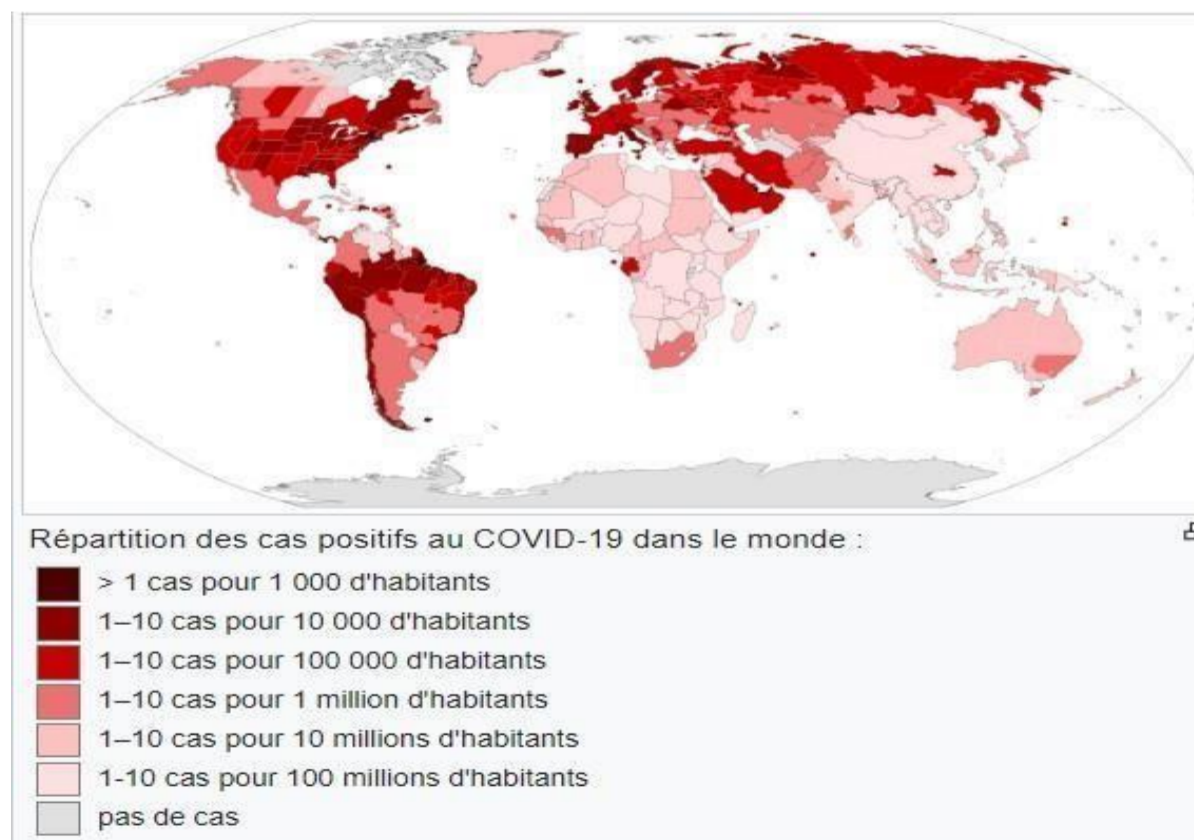 Répartition des cas positifs au COVID-19 dans le monde :
> 1 cas pour 1 000 d'habitants
1–10 cas pour 10 000 d'habitants
1–10 cas pour 100 000 d'habitants
1–10 cas pour 1 million d'habitants
1–10 cas pour 10 millions d'habitants
1-10 cas pour 100 millions d'habitants
pas de cas